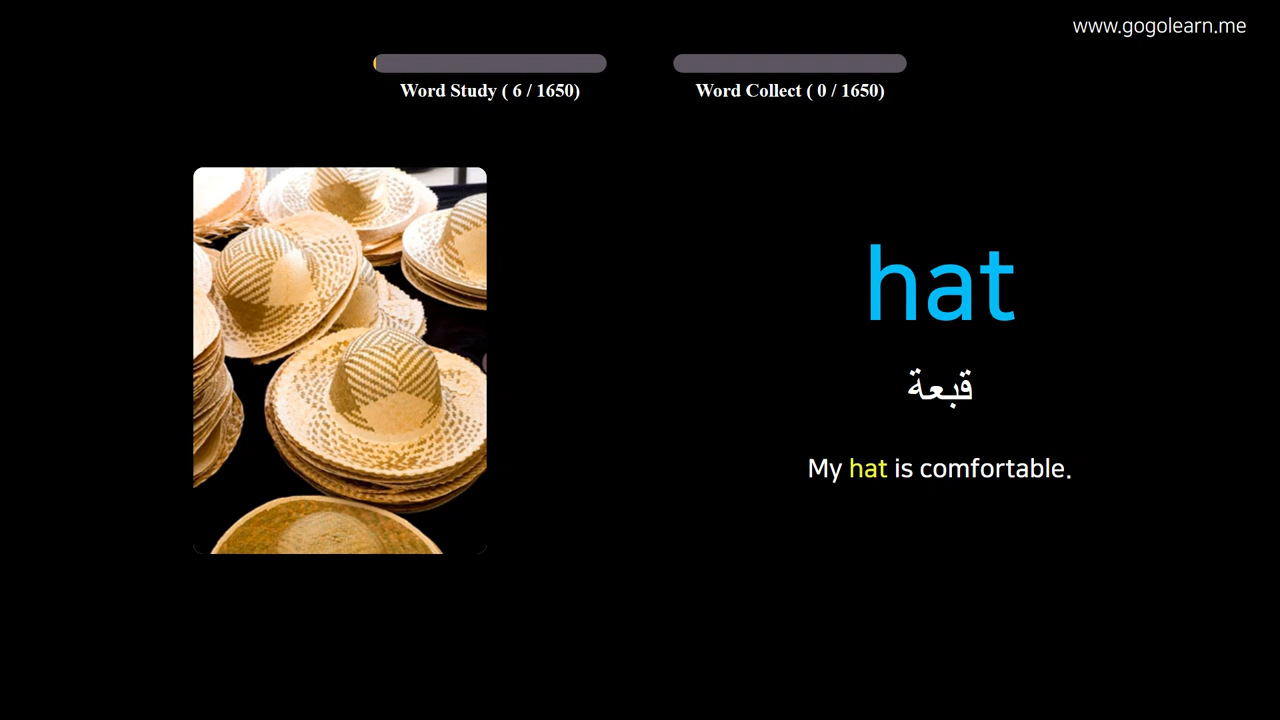 www.gogolearn.me
Word Study ( 6 / 1650)
Word Collect ( 0 / 1650)
hat
قبعة
My hat is comfortable.